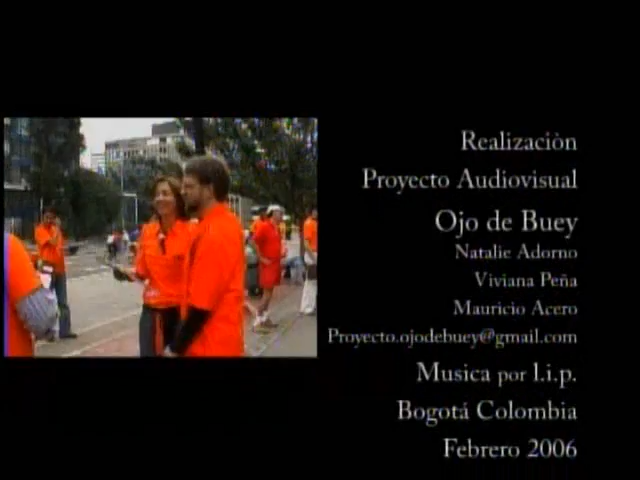 Realizaciòn
Proyecto Audiovisual
Ojo de Buey
Natalie Adorno
Viviana Peña
Mauricio Acero
Proyecto.ojodebuey@gmail.com
Musica por l.i.p.
Bogotá Colombia
Febrero 2006